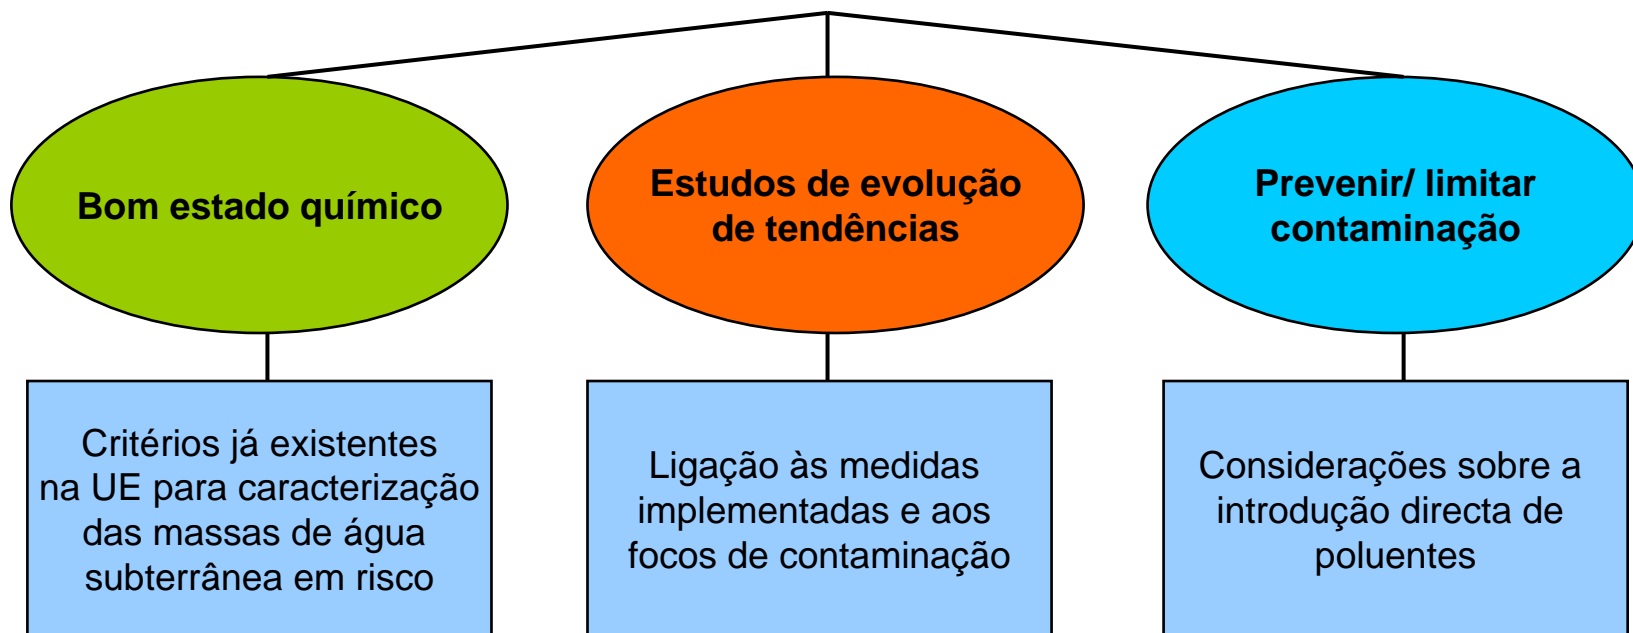 Bom estado químico
Estudos de evolução
de tendências
Prevenir/ limitar
contaminação
Critérios já existentes
na UE para caracterização
das massas de água
subterrânea em risco
Ligação às medidas
implementadas e aos
focos de contaminação
Considerações sobre a
introdução directa de
poluentes